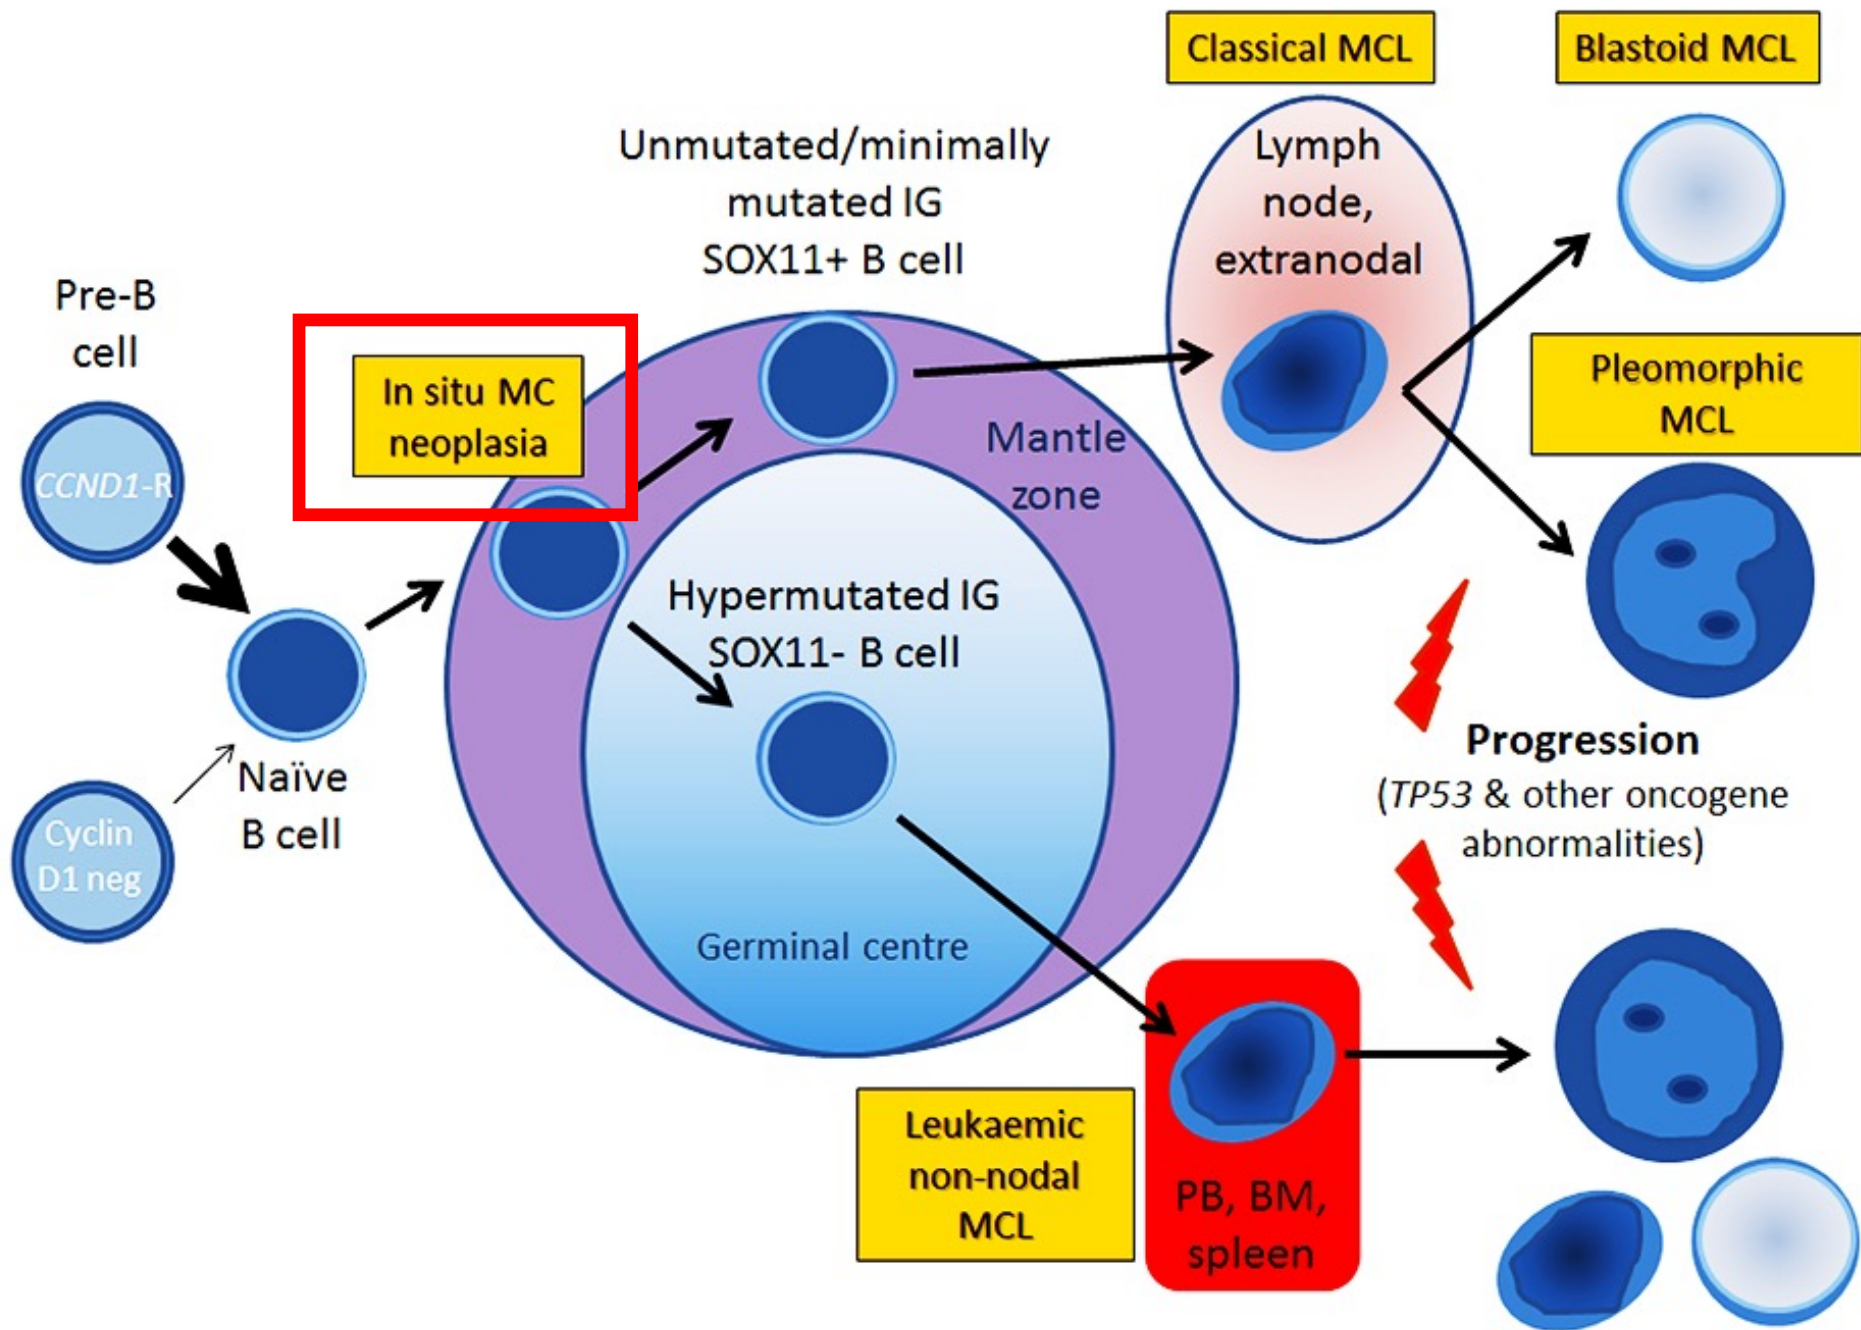 Classical MCL
Blastoid MCL
Unmutated/minimally
mutated IG
SOX11+ B cell
Lymph
node,
extranodal
Pre-B
cell
CCND1-R
In situ MC
neoplasia
Pleomorphic
MCL
Mantle
zone
Hypermutated IG
SOX11- B cell
Naïve
B cell
Cyclin
D1 neg
Progression
(TP53 & other oncogene
abnormalities)
Germinal centre
Leukaemic
non-nodal
MCL
PB, BM,
spleen